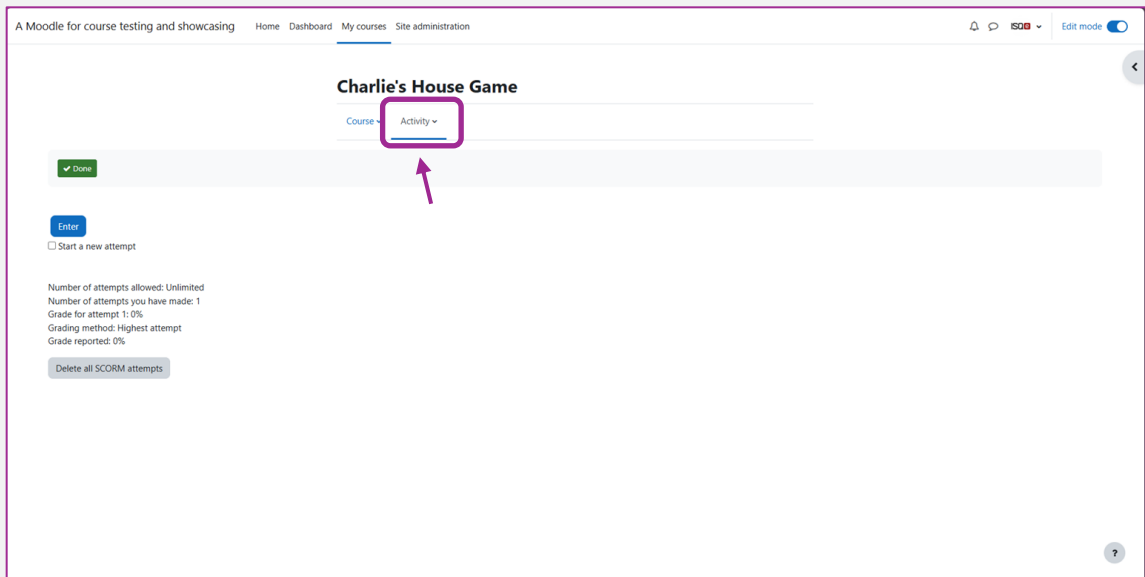 A Moodle for course testing and showcasing Home Dashboard My courses Site administration ISQe Edit mode
Charlie's House Game
Course Activity
Done
Enter
Start a new attempt
Number of attempts allowed: Unlimited
Number of attempts you have made: 1
Grade for attempt 1: 0%
Grading method: Highest attempt
Grade reported: 0%
Delete all SCORM attempts
?